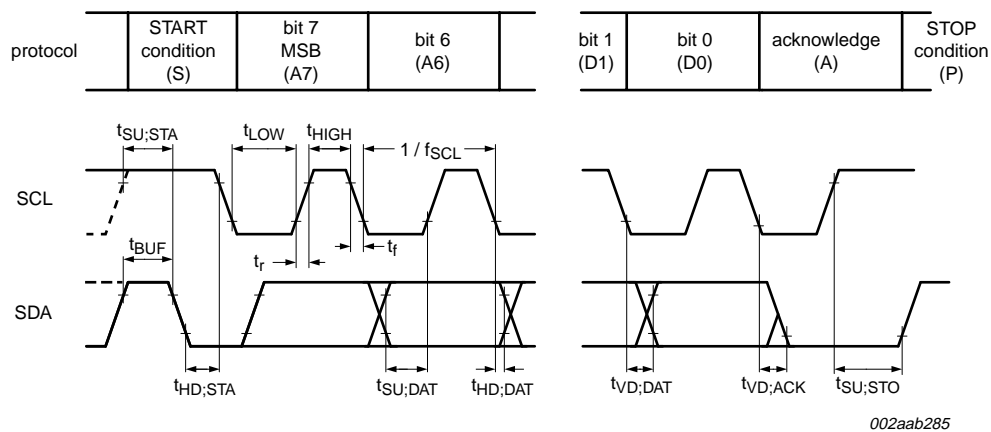 protocol
START
condition
(S)
bit 7
MSB
(A7)
bit 6
(A6)
bit 1
(D1)
bit 0
(D0)
acknowledge
(A)
STOP
condition
(P)
tSU;STA
tLOW
tHIGH
1 / fSCL
SCL
tBUF
tr
tf
SDA
tHD;STA
tSU;DAT
tHD;DAT
tVD;DAT
tVD;ACK
tSU;STO
002aab285